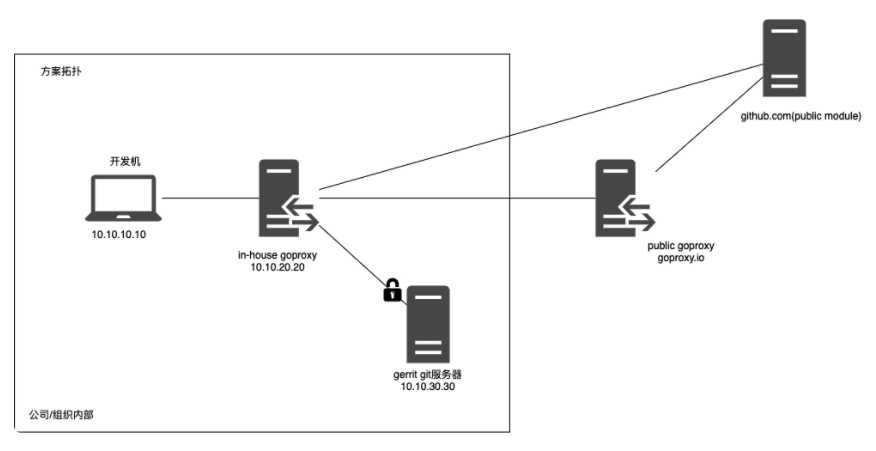 方案拓扑
github.com(public module)
开发机
10.10.10.10
in-house goproxy
10.10.20.20
public goproxy
goproxy.io
gerrit git服务器
10.10.30.30
公司/组织内部